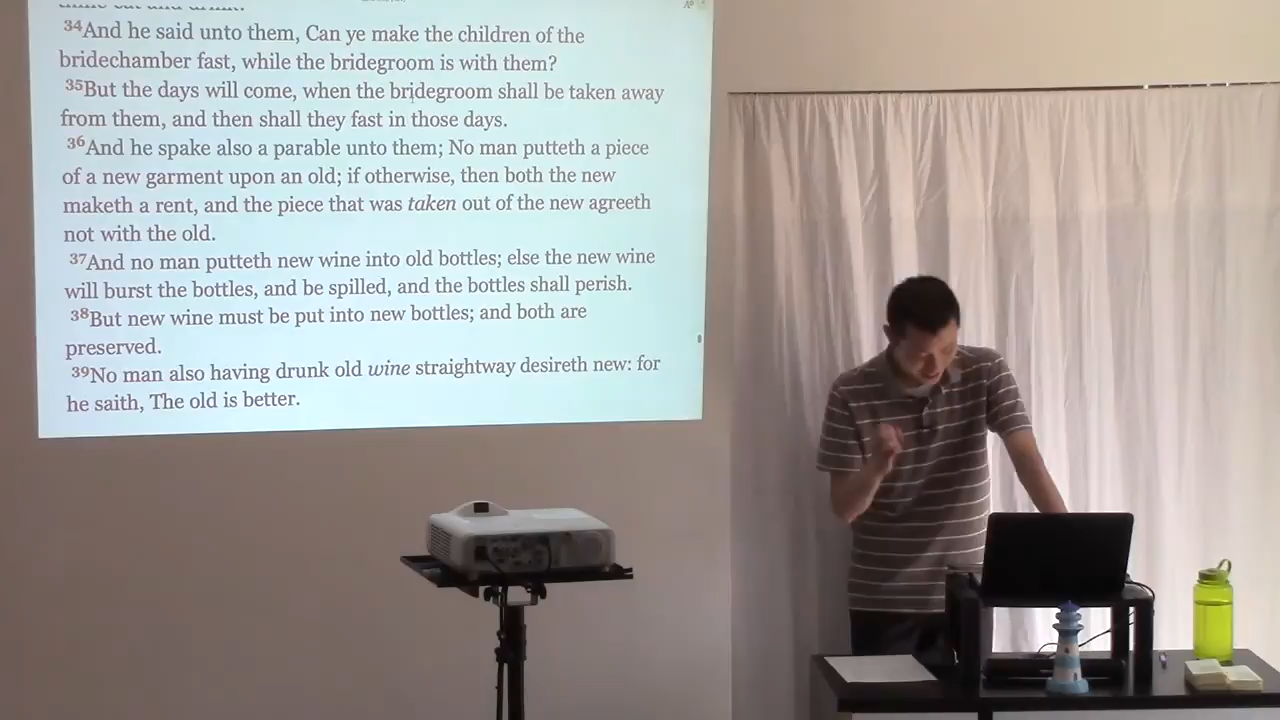 34And he said unto them, Can ye make the children of the
bridechamber fast, while the bridegroom is with them?
35But the days will come, when the bridegroom shall be taken away
from them, and then shall they fast in those days.
36And he spake also a parable unto them; No man putteth a piece
of a new garment upon an old; if otherwise, then both the new
maketh a rent, and the piece that was taken out of the new agreeth
not with the old.
37And no man putteth new wine into old bottles; else the new wine
will burst the bottles, and be spilled, and the bottles shall perish.
38But new wine must be put into new bottles; and both are
preserved.
39No man also having drunk old wine straightway desireth new: for
he saith, The old is better.